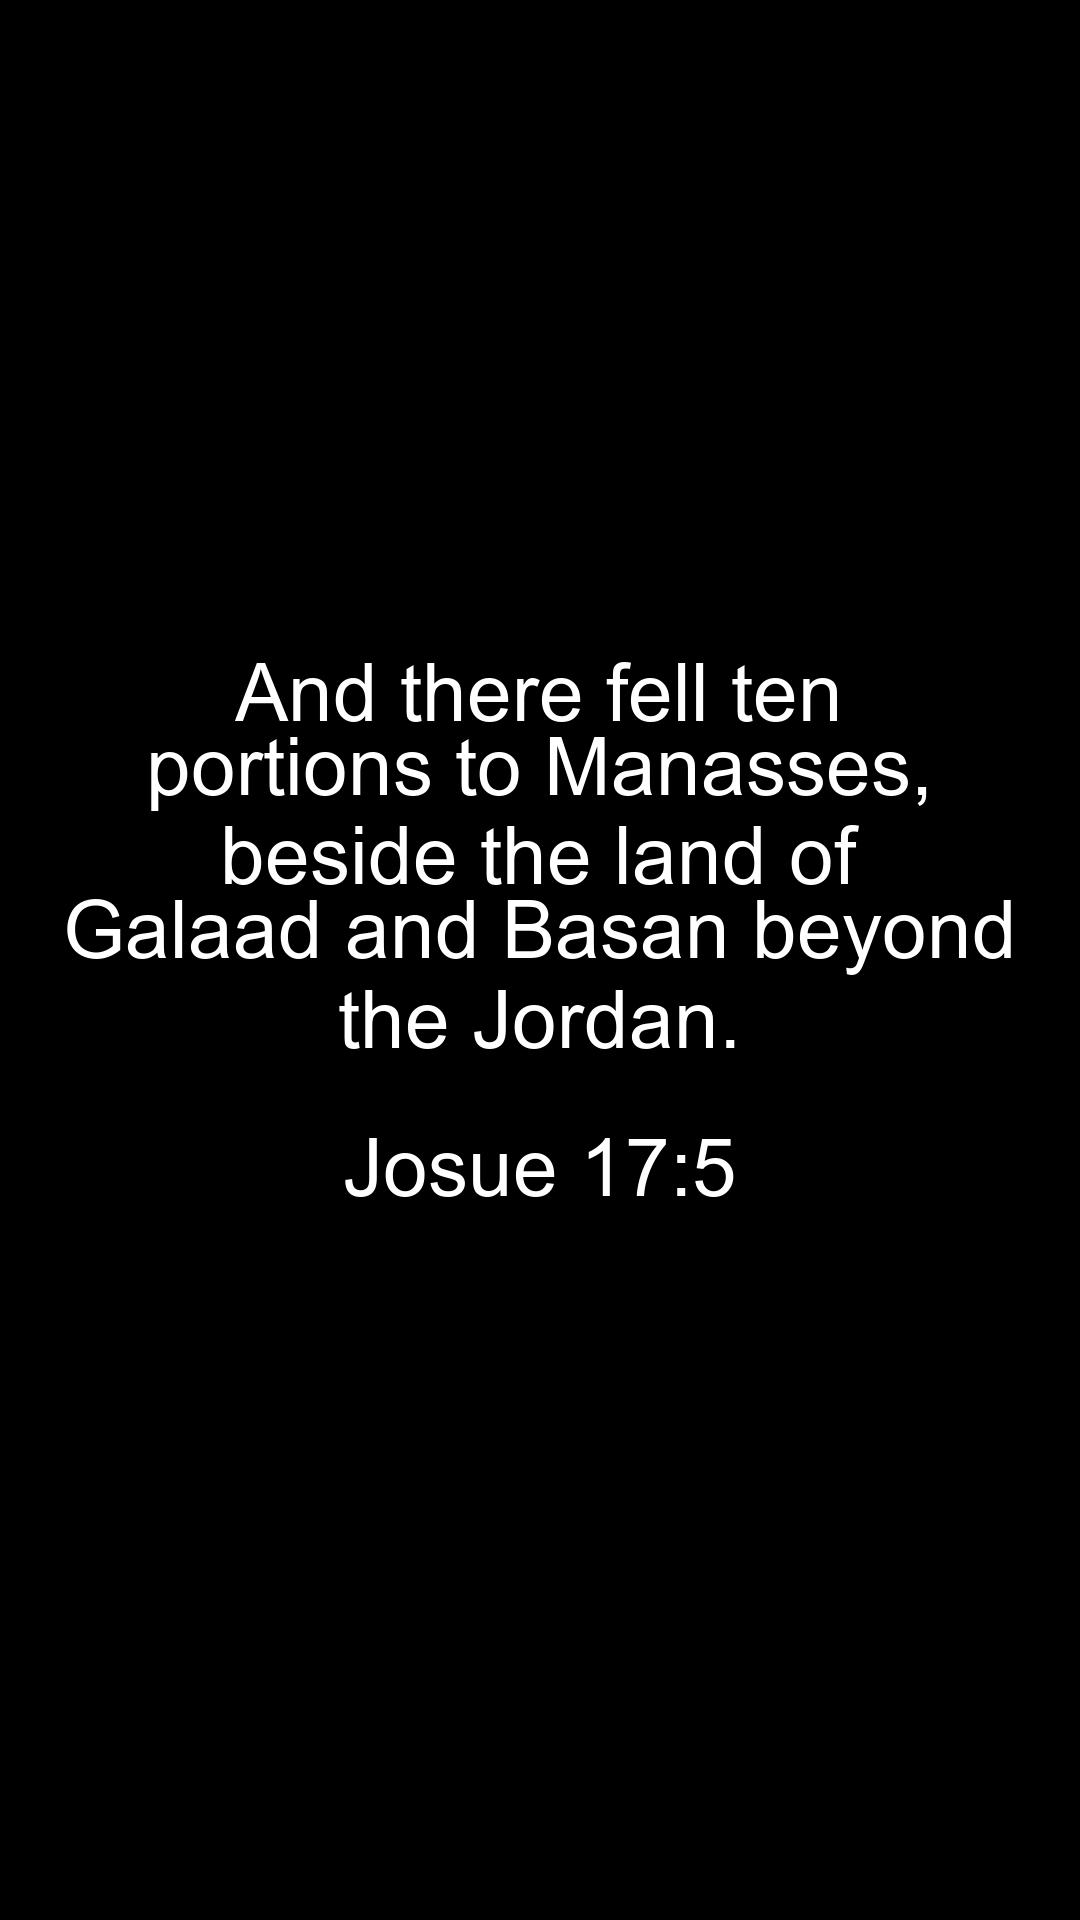 And there fell ten
portions to Manasses,
beside the land of
Galaad and Basan beyond
the Jordan.
Josue 17:5